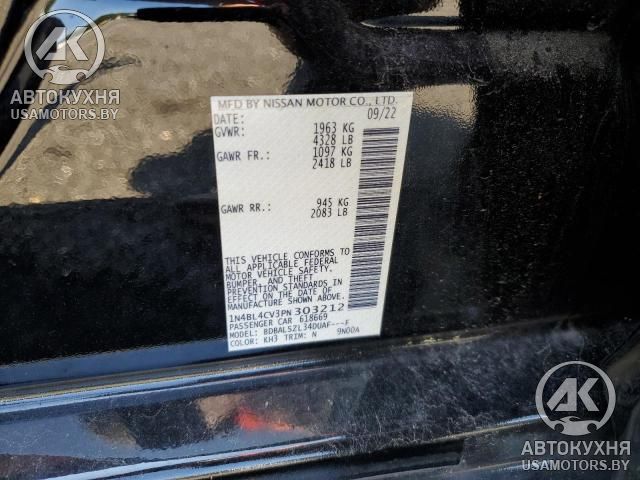 АК
АВТОКУХНЯ
USAMOTORS.BY
MFD BY NISSAN MOTOR CO., LTD.
DATE: 09/22
GVWR: 1963 KG
4328 LB
GAWR FR.: 1097 KG
2418 LB
GAWR RR.: 945 KG
2083 LB
THIS VEHICLE CONFORMS TO
ALL APPLICABLE FEDERAL
MOTOR VEHICLE SAFETY,
BUMPER, AND THEFT
PREVENTION STANDARDS IN
EFFECT ON THE DATE OF
MANUFACTURE SHOWN ABOVE.
1N4BL4CV3PN303212
PASSENGER CAR 618669
MODEL: BDBALSZL34DUAF---F
COLOR: KH3 TRIM: N 9N00A
АК
АВТОКУХНЯ
USAMOTORS.BY